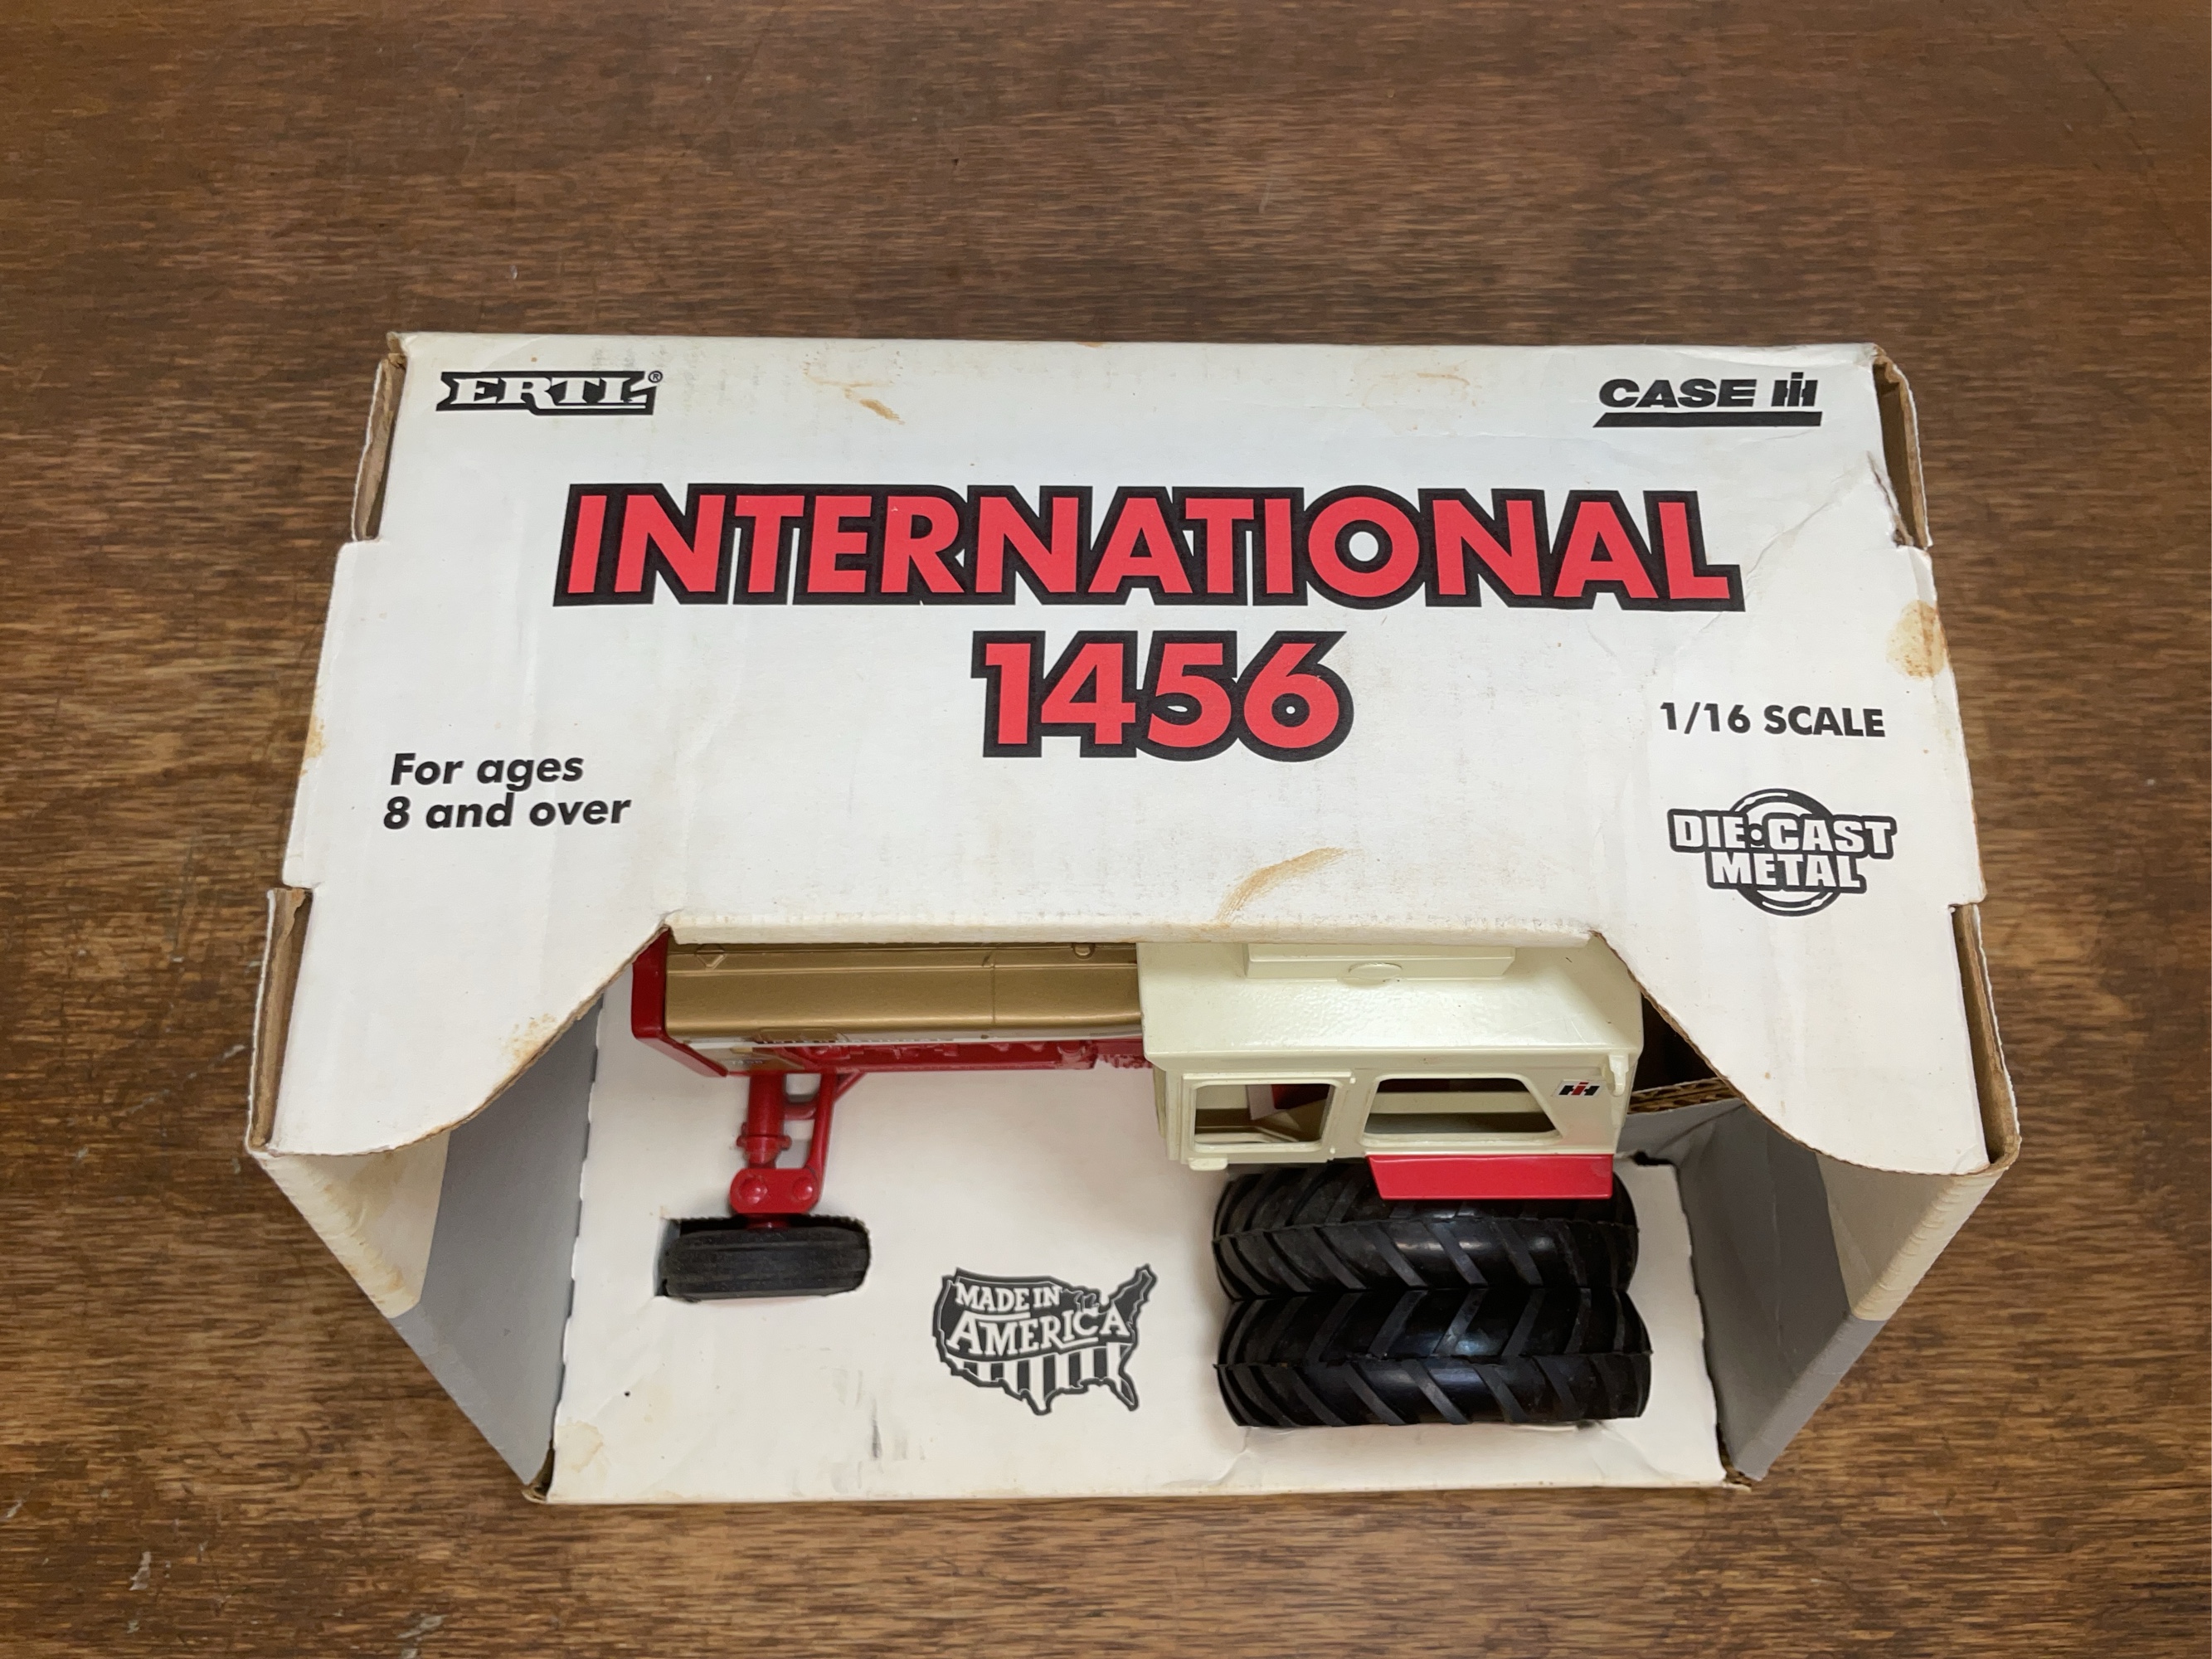 ERTL®
CASE IH
INTERNATIONAL
1456
1/16 SCALE
For ages
8 and over
DIE•CAST
METAL
IH
MADE IN
AMERICA